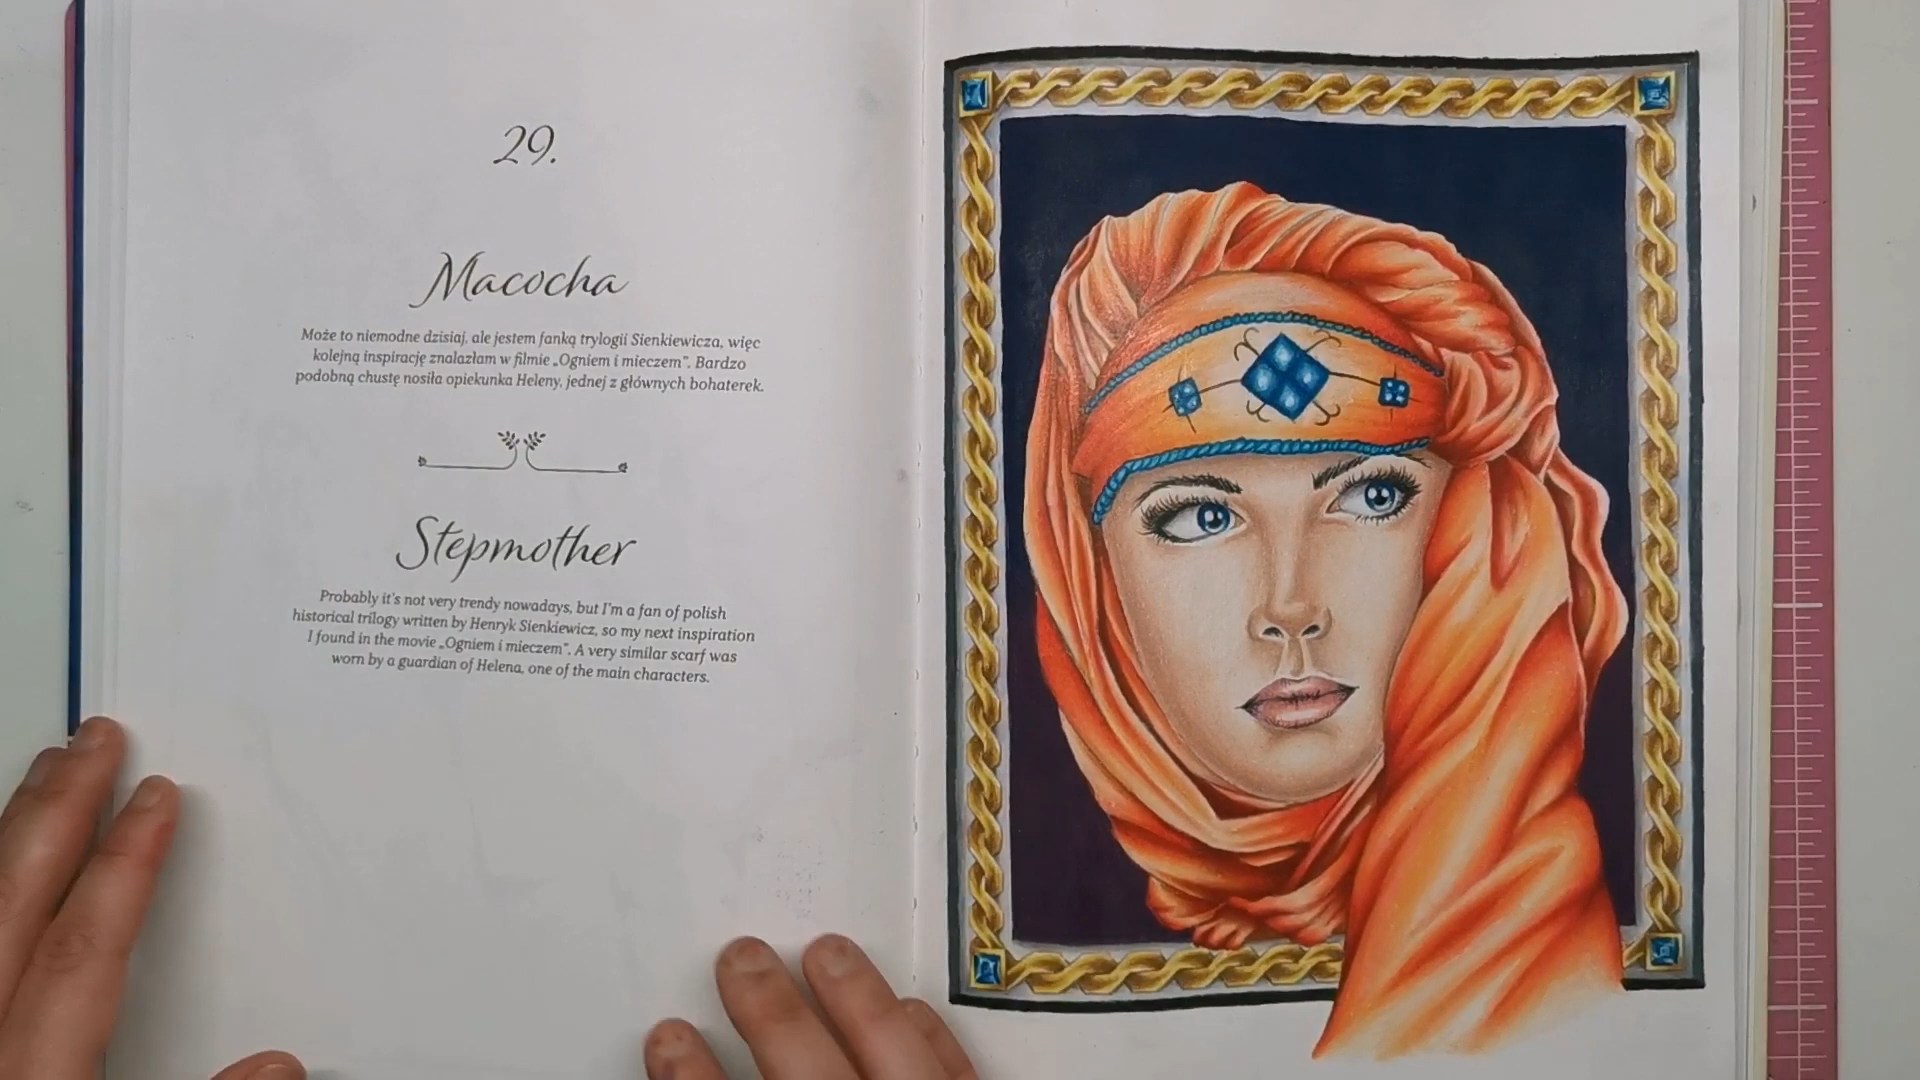 29.
Macocha
Może to niemodne dzisiaj, ale jestem fanką trylogii Sienkiewicza, więc
kolejną inspirację znalazłam w filmie „Ogniem i mieczem”. Bardzo
podobną chustę nosiła opiekunka Heleny, jednej z głównych bohaterek.
Stepmother
Probably it's not very trendy nowadays, but I'm a fan of polish
historical trilogy written by Henryk Sienkiewicz, so my next inspiration
I found in the movie „Ogniem i mieczem”. A very similar scarf was
worn by a guardian of Helena, one of the main characters.